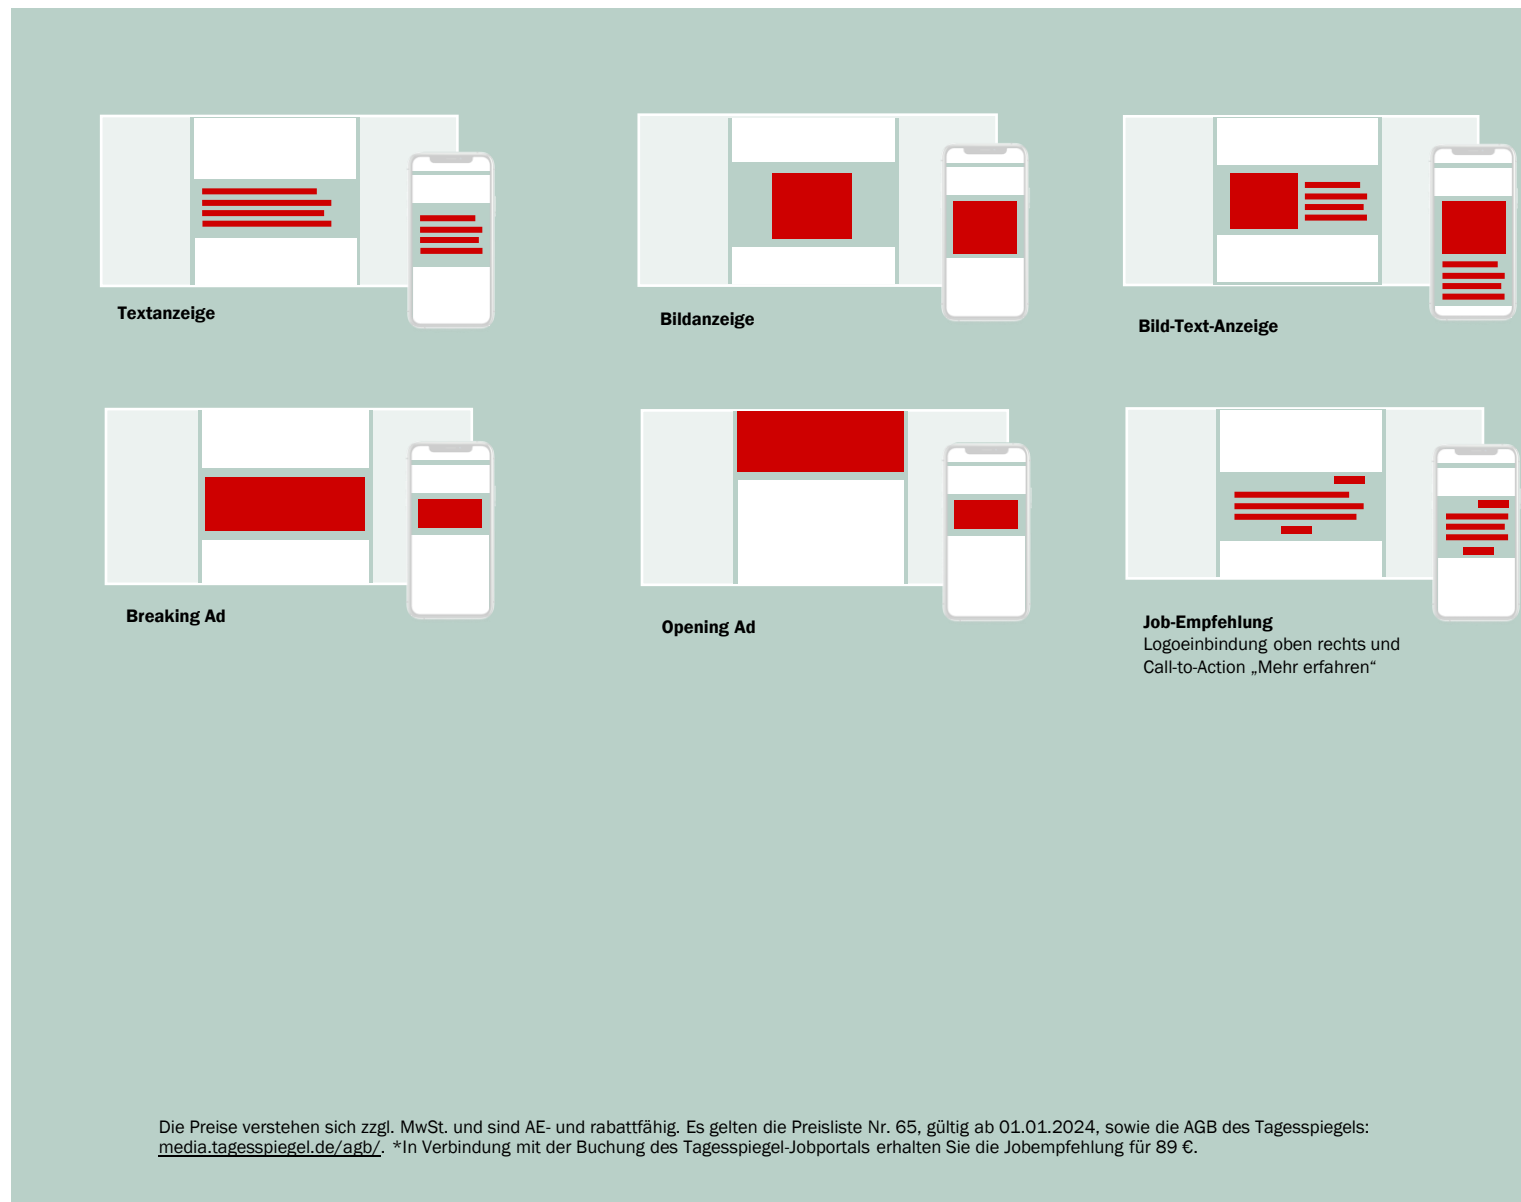 Textanzeige
Bildanzeige
Bild-Text-Anzeige
Breaking Ad
Opening Ad
Job-Empfehlung
Logoeinbindung oben rechts und
Call-to-Action „Mehr erfahren“
Die Preise verstehen sich zzgl. MwSt. und sind AE- und rabattfähig. Es gelten die Preisliste Nr. 65, gültig ab 01.01.2024, sowie die AGB des Tagesspiegels:
media.tagesspiegel.de/agb/. *In Verbindung mit der Buchung des Tagesspiegel-Jobportals erhalten Sie die Jobempfehlung für 89 €.